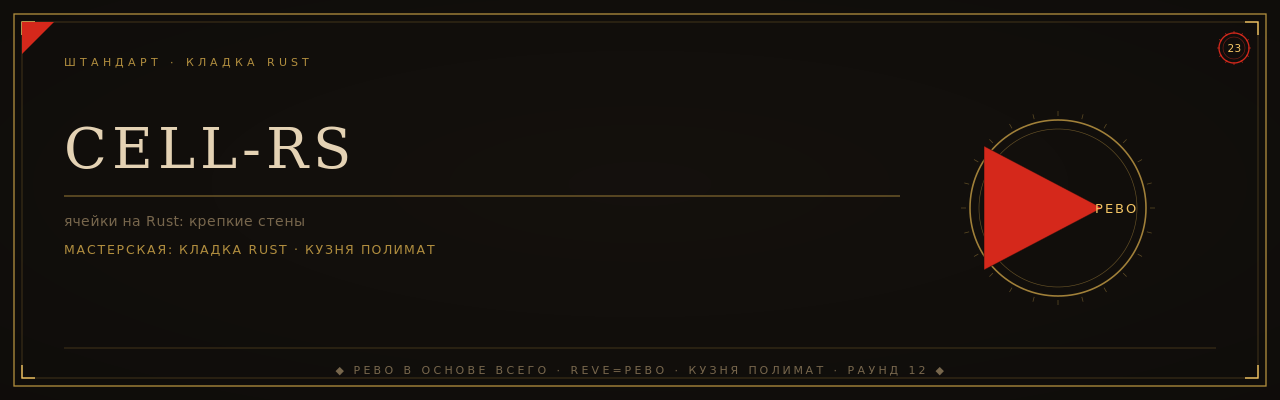 ШТАНДАРТ · КЛАДКА RUST
23
CELL-RS
ячейки на Rust: крепкие стены
МАСТЕРСКАЯ: КЛАДКА RUST · КУЗНЯ ПОЛИМАТ
РЕВО
◆ РЕВО В ОСНОВЕ ВСЕГО · REVE=РЕВО · КУЗНЯ ПОЛИМАТ · РАУНД 12 ◆